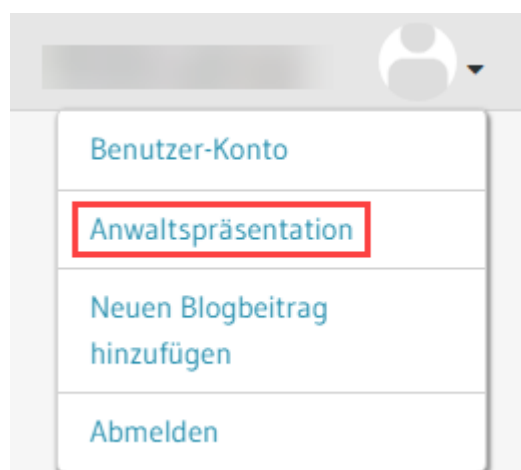 Benutzer-Konto
Anwaltspräsentation
Neuen Blogbeitrag
hinzufügen
Abmelden